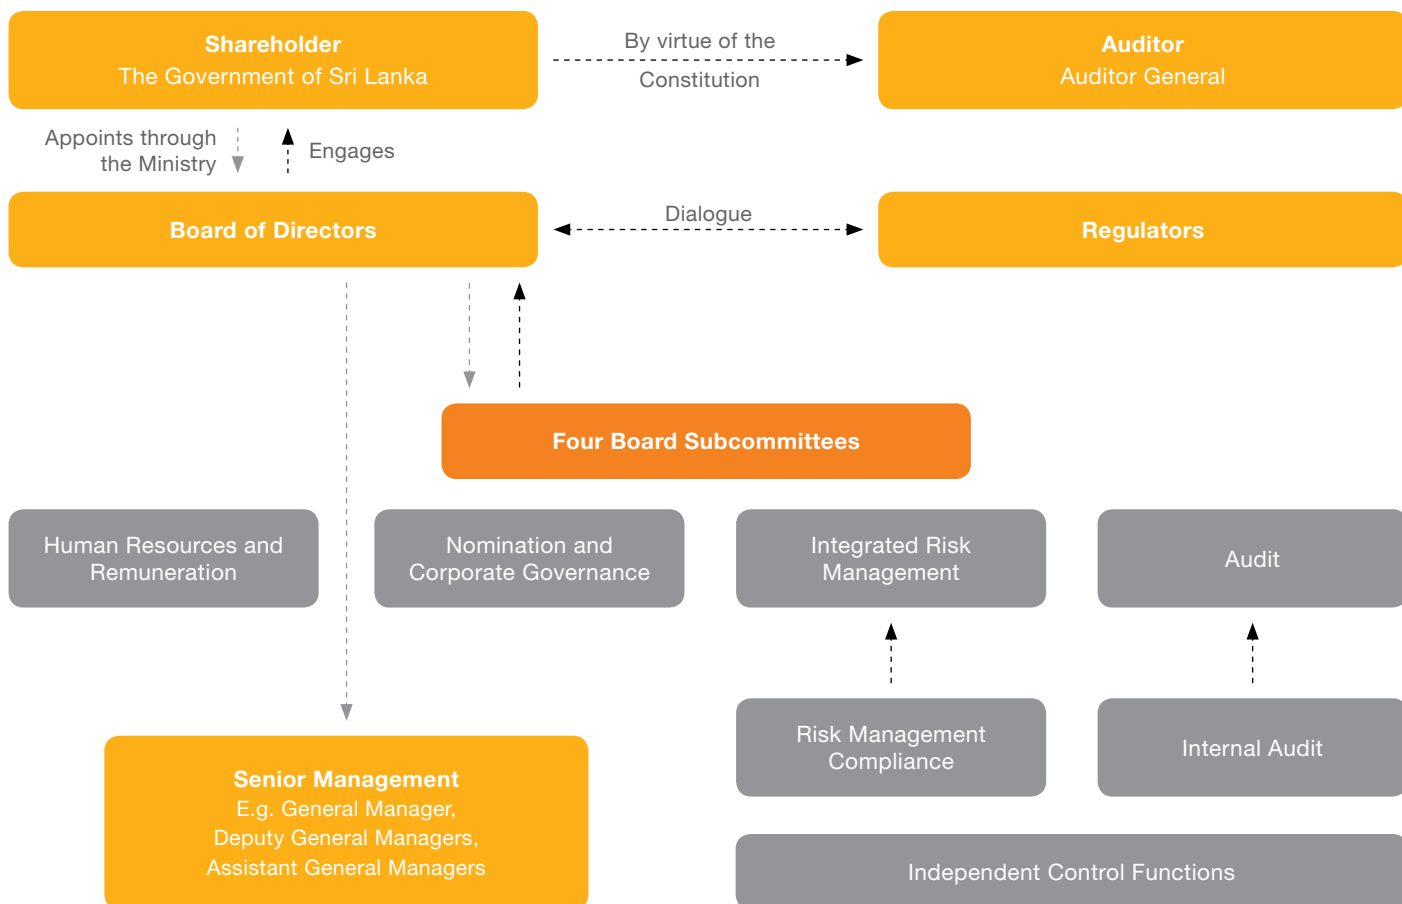 Shareholder
The Government of Sri Lanka
By virtue of the
Constitution
Auditor
Auditor General
Appoints through
the Ministry
Engages
Board of Directors
Dialogue
Regulators
Four Board Subcommittees
Human Resources and
Remuneration
Nomination and
Corporate Governance
Integrated Risk
Management
Audit
Risk Management
Compliance
Internal Audit
Senior Management
E.g. General Manager,
Deputy General Managers,
Assistant General Managers
Independent Control Functions